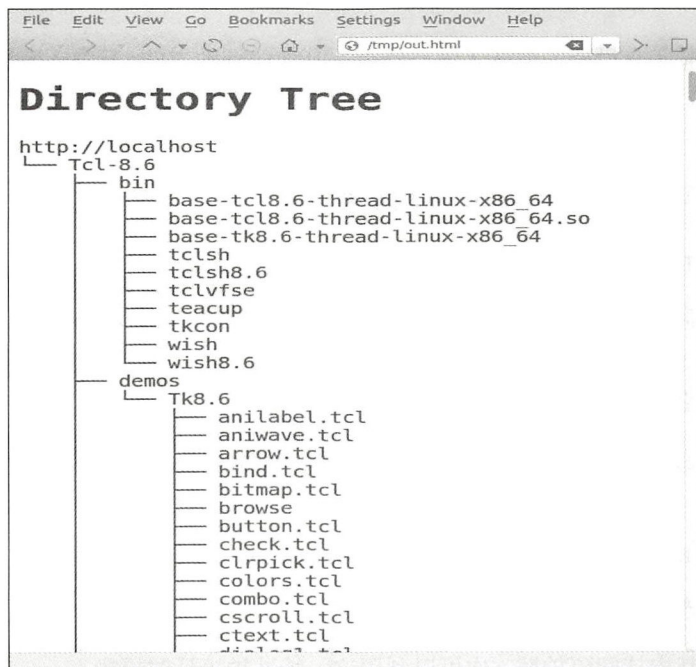 File Edit View Go Bookmarks Settings Window Help
/tmp/out.html
Directory Tree
http://localhost
└── Tcl-8.6
├── bin
├── base-tcl8.6-thread-linux-x86_64
├── base-tcl8.6-thread-linux-x86_64.so
├── base-tk8.6-thread-linux-x86_64
├── tclsh
├── tclsh8.6
├── tclvfse
├── teacup
├── tkcon
├── wish
└── wish8.6
├── demos
└── Tk8.6
├── anilabel.tcl
├── aniwave.tcl
├── arrow.tcl
├── bind.tcl
├── bitmap.tcl
├── browse
├── button.tcl
├── check.tcl
├── clrpick.tcl
├── colors.tcl
├── combo.tcl
├── cscroll.tcl
├── ctext.tcl